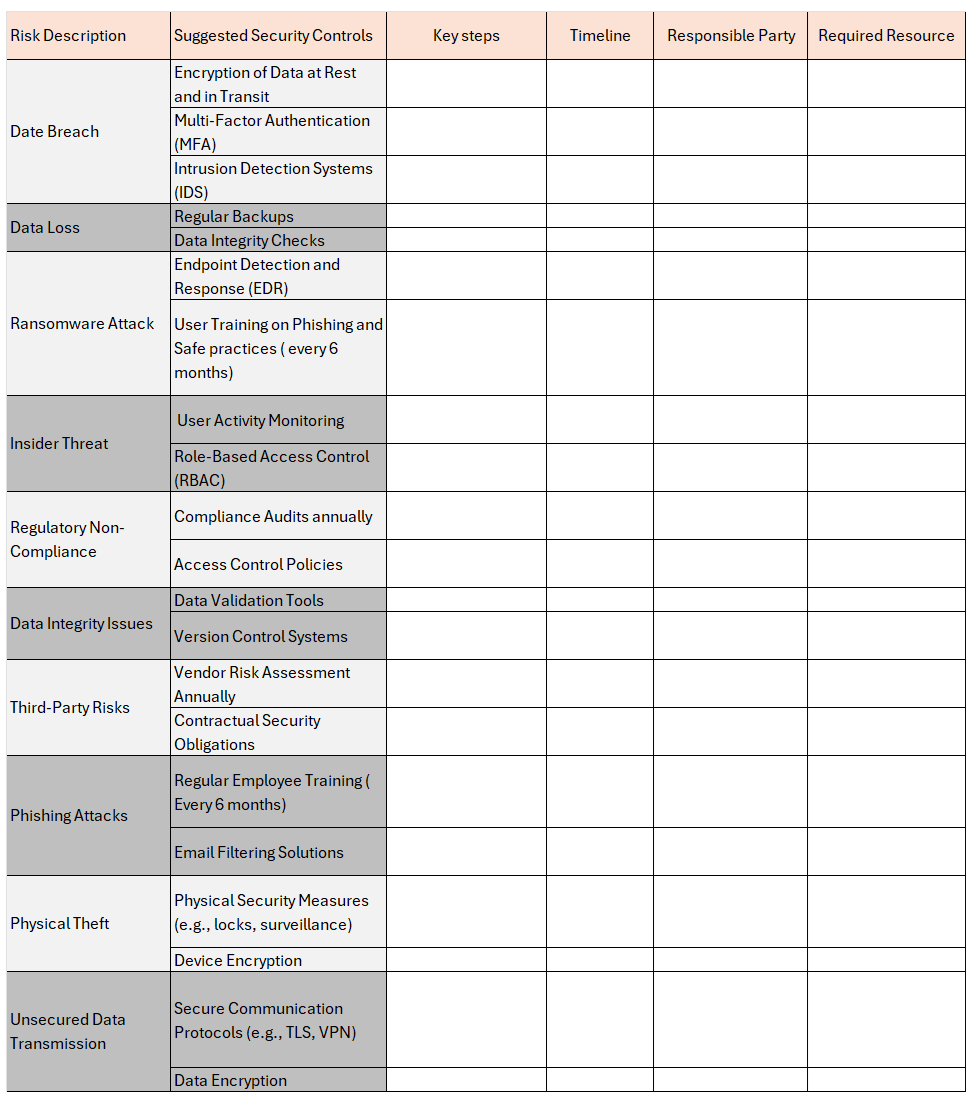 Risk Description
Suggested Security Controls
Key steps
Timeline
Responsible Party
Required Resource
Date Breach
Encryption of Data at Rest
and in Transit
Multi-Factor Authentication
(MFA)
Intrusion Detection Systems
(IDS)
Data Loss
Regular Backups
Data Integrity Checks
Ransomware Attack
Endpoint Detection and
Response (EDR)
User Training on Phishing and
Safe practices ( every 6
months)
Insider Threat
User Activity Monitoring
Role-Based Access Control
(RBAC)
Regulatory Non-
Compliance
Compliance Audits annually
Access Control Policies
Data Integrity Issues
Data Validation Tools
Version Control Systems
Third-Party Risks
Vendor Risk Assessment
Annually
Contractual Security
Obligations
Phishing Attacks
Regular Employee Training (
Every 6 months)
Email Filtering Solutions
Physical Theft
Physical Security Measures
(e.g., locks, surveillance)
Device Encryption
Unsecured Data
Transmission
Secure Communication
Protocols (e.g., TLS, VPN)
Data Encryption